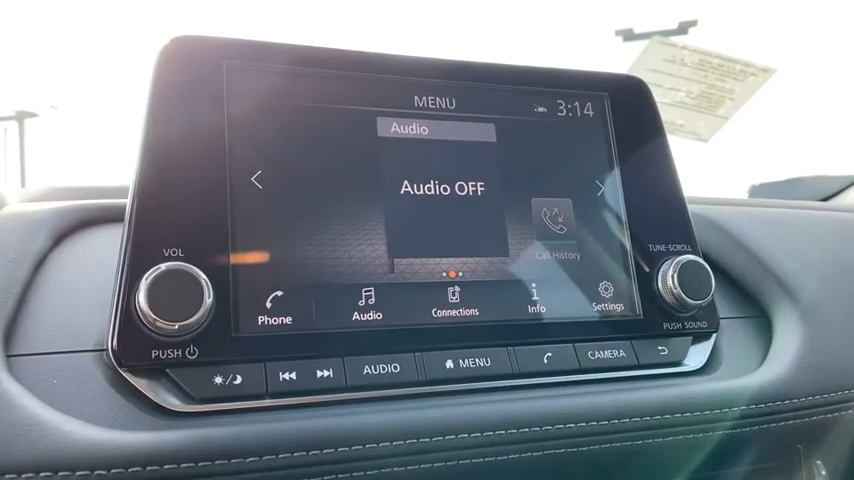 MENU
3:14
Audio
Audio OFF
Call History
Phone
Audio
Connections
Info
Settings
VOL
PUSH
TUNE·SCROLL
PUSH SOUND
AUDIO
MENU
CAMERA